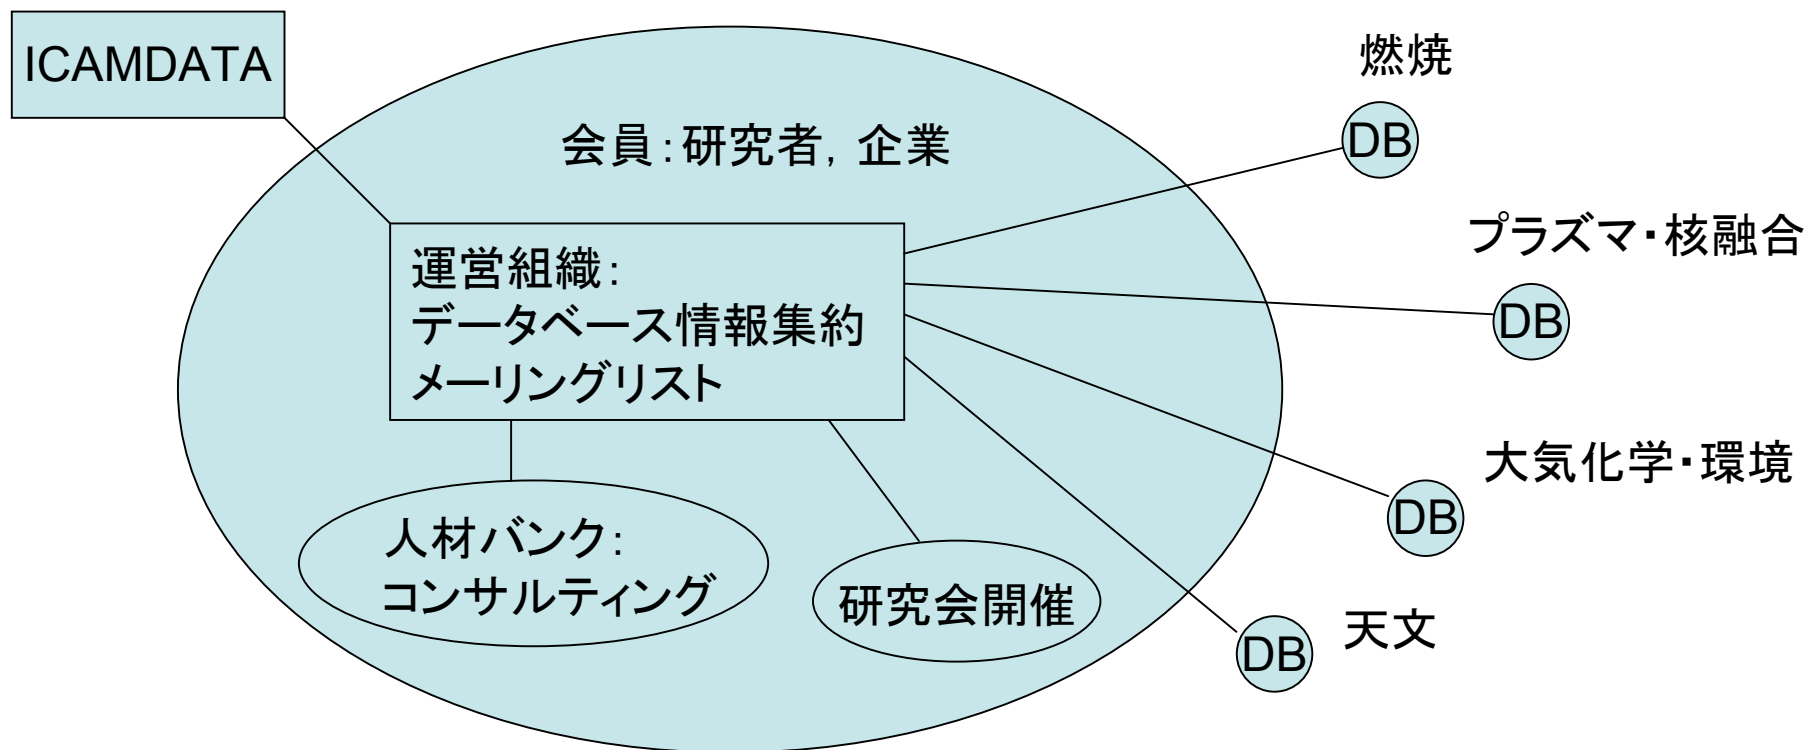 ICAMDATA
会員：研究者，企業
運営組織：
データベース情報集約
メーリングリスト
人材バンク：
コンサルティング
研究会開催
燃焼
DB
プラズマ・核融合
DB
大気化学・環境
DB
天文
DB